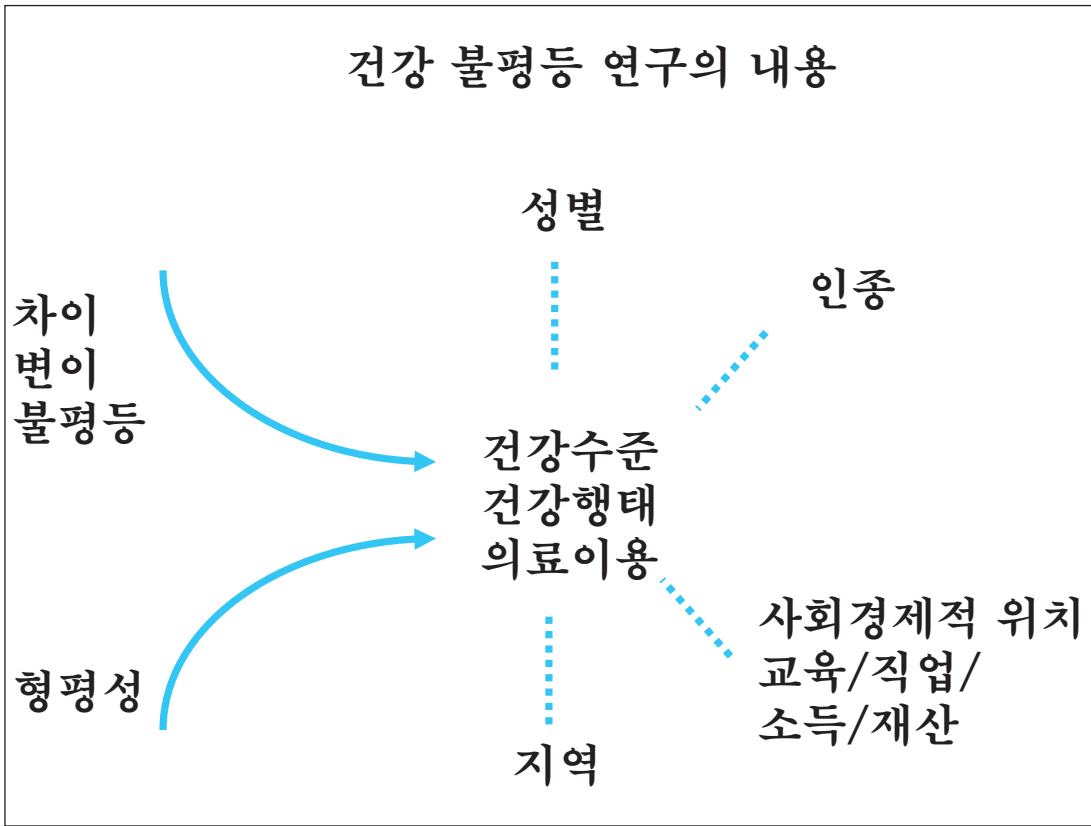 건강 불평등 연구의 내용
성별
인종
차이
변이
불평등
건강수준
건강행태
의료이용
형평성
사회경제적 위치
교육/직업/
소득/재산
지역